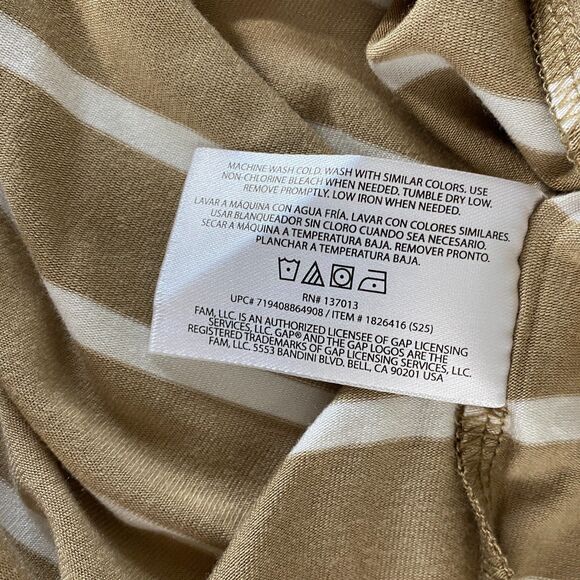 MACHINE WASH COLD. WASH WITH SIMILAR COLORS. USE
NON-CHLORINE BLEACH WHEN NEEDED. TUMBLE DRY LOW.
REMOVE PROMPTLY. LOW IRON WHEN NEEDED.
LAVAR A MÁQUINA CON AGUA FRÍA. LAVAR CON COLORES SIMILARES.
USAR BLANQUEADOR SIN CLORO CUANDO SEA NECESARIO.
SECAR A MÁQUINA A TEMPERATURA BAJA. REMOVER PRONTO.
PLANCHAR A TEMPERATURA BAJA.
RN# 137013
UPC# 719408864908 / ITEM # 1826416 (S25)
FAM, LLC. IS AN AUTHORIZED LICENSEE OF GAP LICENSING
SERVICES, LLC. GAP® AND THE GAP LOGOS ARE THE
REGISTERED TRADEMARKS OF GAP LICENSING SERVICES, LLC.
FAM, LLC. 5553 BANDINI BLVD. BELL, CA 90201 USA